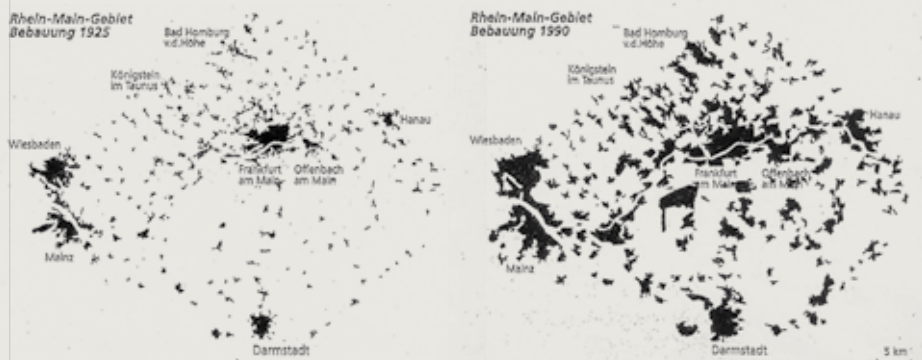 Rhein-Main-Gebiet
Bebauung 1925
Bad Homburg
v.d.Höhe
Königstein
im Taunus
Hanau
Wiesbaden
Frankfurt
am Main
Offenbach
am Main
Mainz
Darmstadt
Rhein-Main-Gebiet
Bebauung 1990
Bad Homburg
v.d.Höhe
Königstein
im Taunus
Hanau
Wiesbaden
Frankfurt
am Main
Offenbach
am Main
Mainz
Darmstadt
5 km